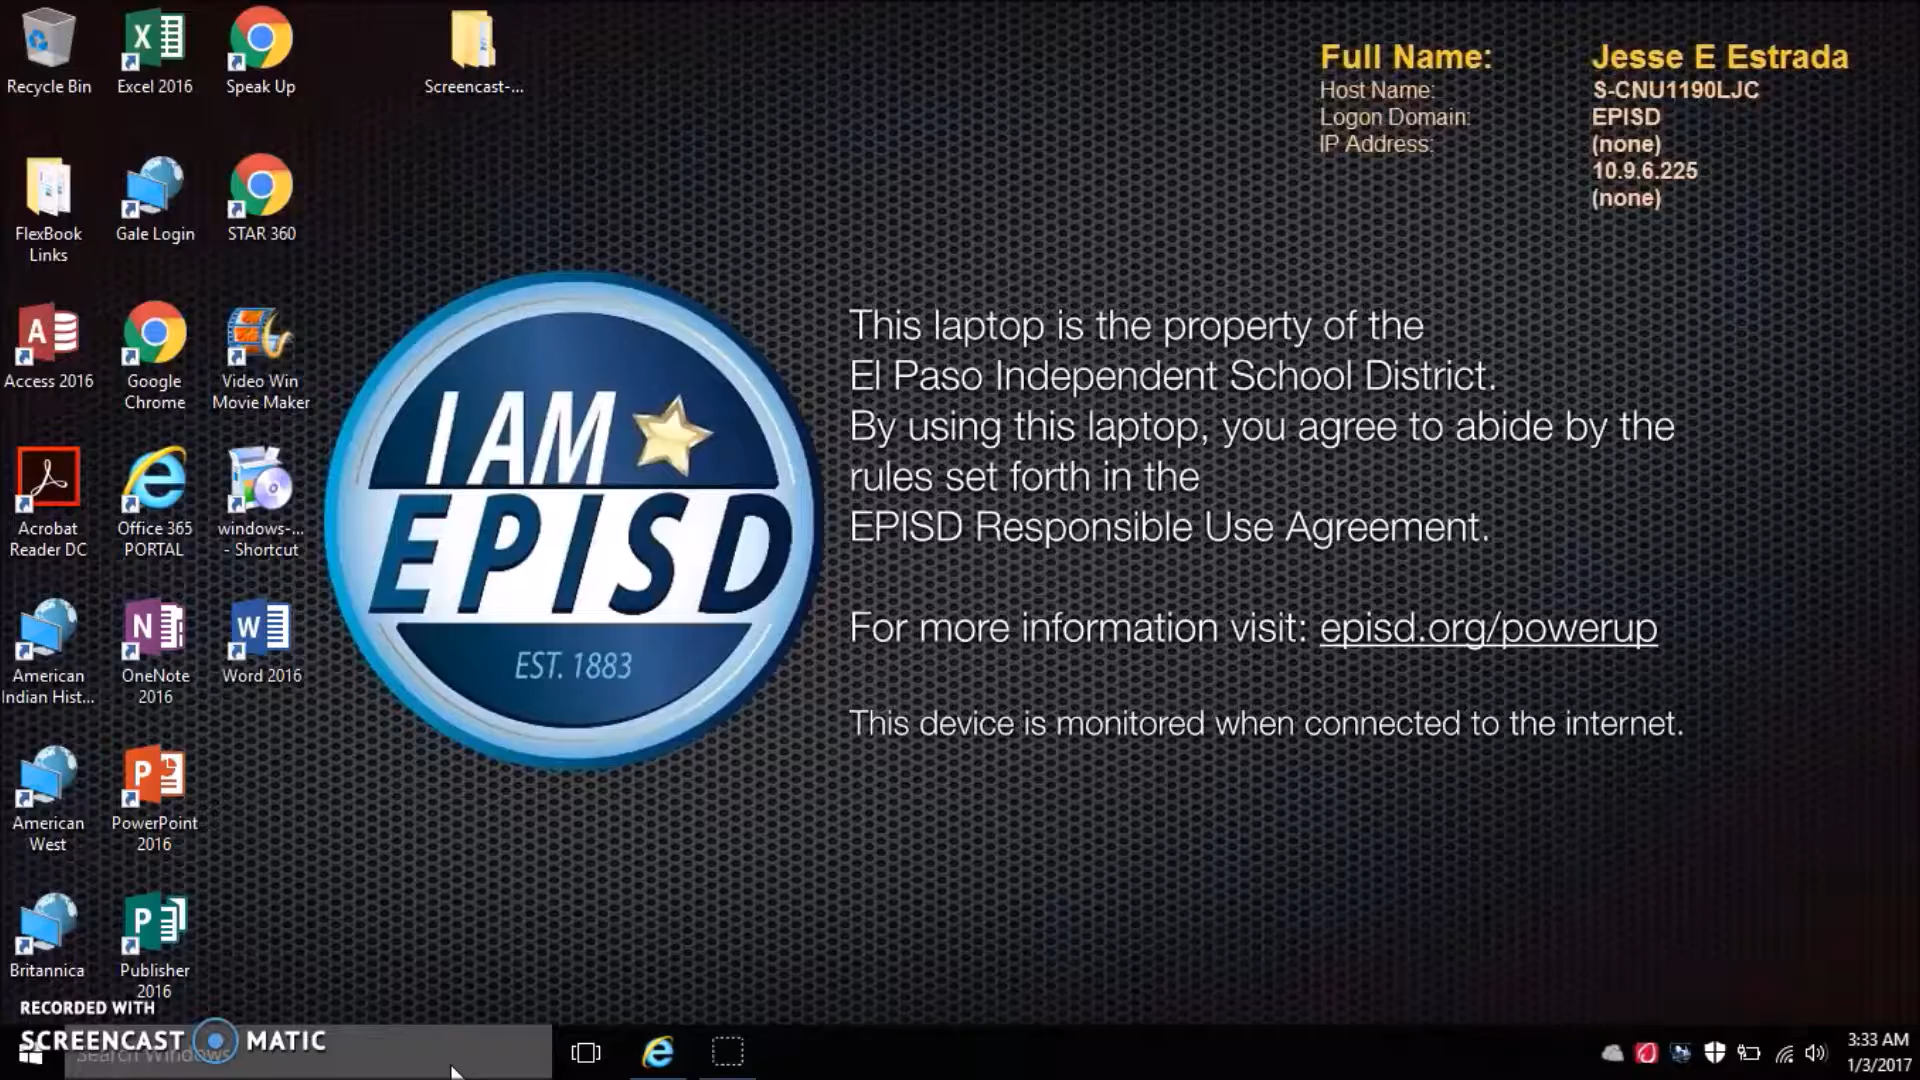 Recycle Bin
Excel 2016
Speak Up
Screencast-...
FlexBook
Links
Gale Login
STAR 360
Access 2016
Google
Chrome
Video Win
Movie Maker
Acrobat
Reader DC
Office 365
PORTAL
windows-...
- Shortcut
American
Indian Hist...
OneNote
2016
Word 2016
American
West
PowerPoint
2016
Britannica
Publisher
2016
Full Name: Jesse E Estrada
Host Name: S-CNU1190LJC
Logon Domain: EPISD
IP Address: (none)
10.9.6.225
(none)
I AM
EPISD
EST. 1883
This laptop is the property of the
El Paso Independent School District.
By using this laptop, you agree to abide by the
rules set forth in the
EPISD Responsible Use Agreement.
For more information visit: episd.org/powerup
This device is monitored when connected to the internet.
RECORDED WITH
SCREENCAST MATIC
Search Windows
3:33 AM
1/3/2017